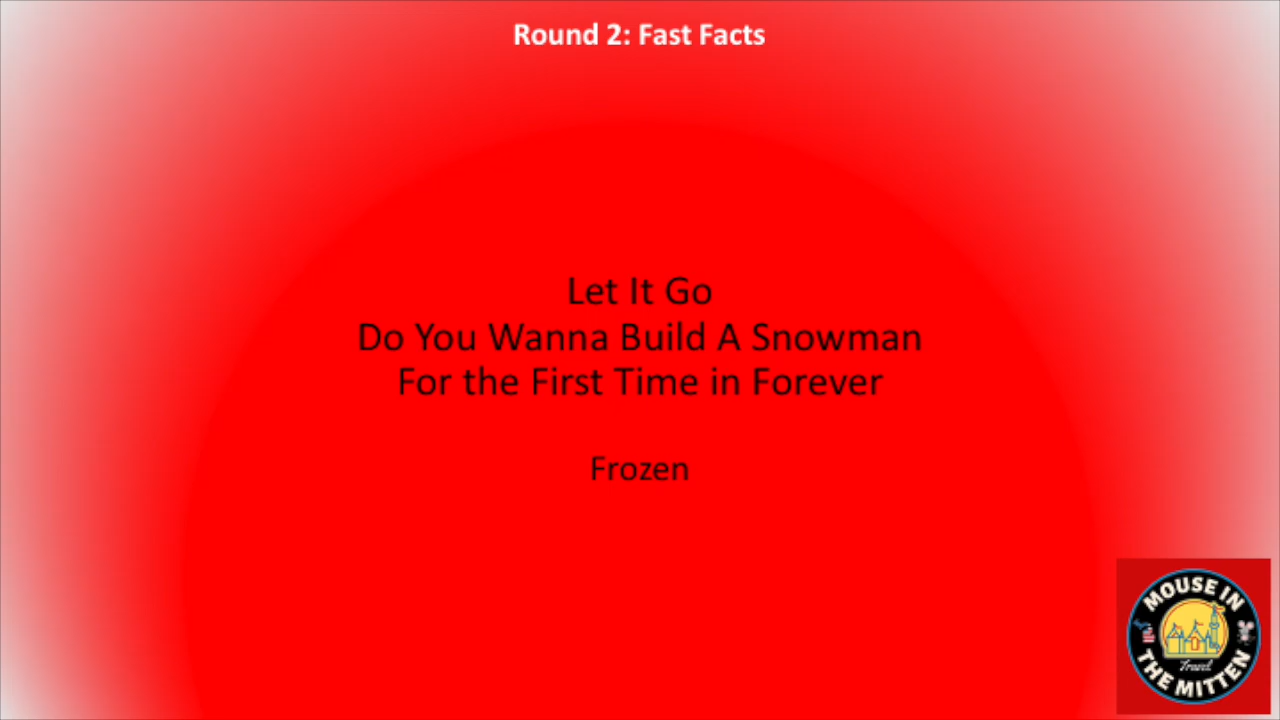 Round 2: Fast Facts
Let It Go
Do You Wanna Build A Snowman
For the First Time in Forever
Frozen
MOUSE IN
Travel
THE MITTEN